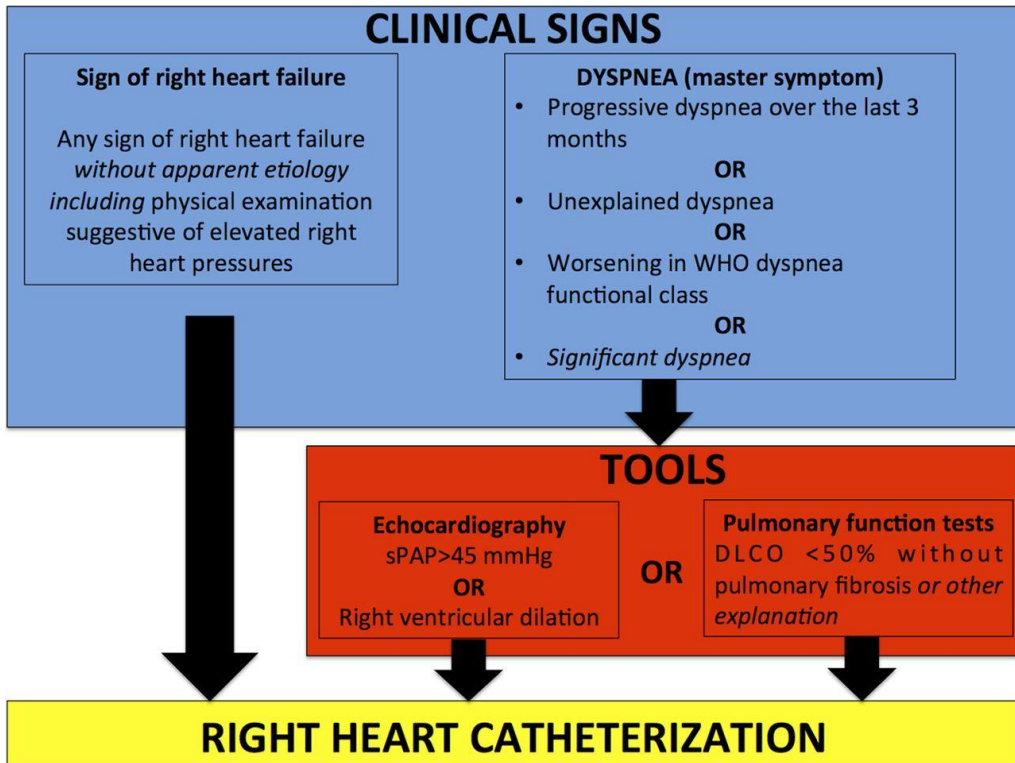 CLINICAL SIGNS
Sign of right heart failure
Any sign of right heart failure
without apparent etiology
including physical examination
suggestive of elevated right
heart pressures
DYSPNEA (master symptom)
• Progressive dyspnea over the last 3
months
OR
• Unexplained dyspnea
OR
• Worsening in WHO dyspnea
functional class
OR
• Significant dyspnea
TOOLS
Echocardiography
sPAP>45 mmHg
OR
Right ventricular dilation
OR
Pulmonary function tests
DLCO <50% without
pulmonary fibrosis or other
explanation
RIGHT HEART CATHETERIZATION